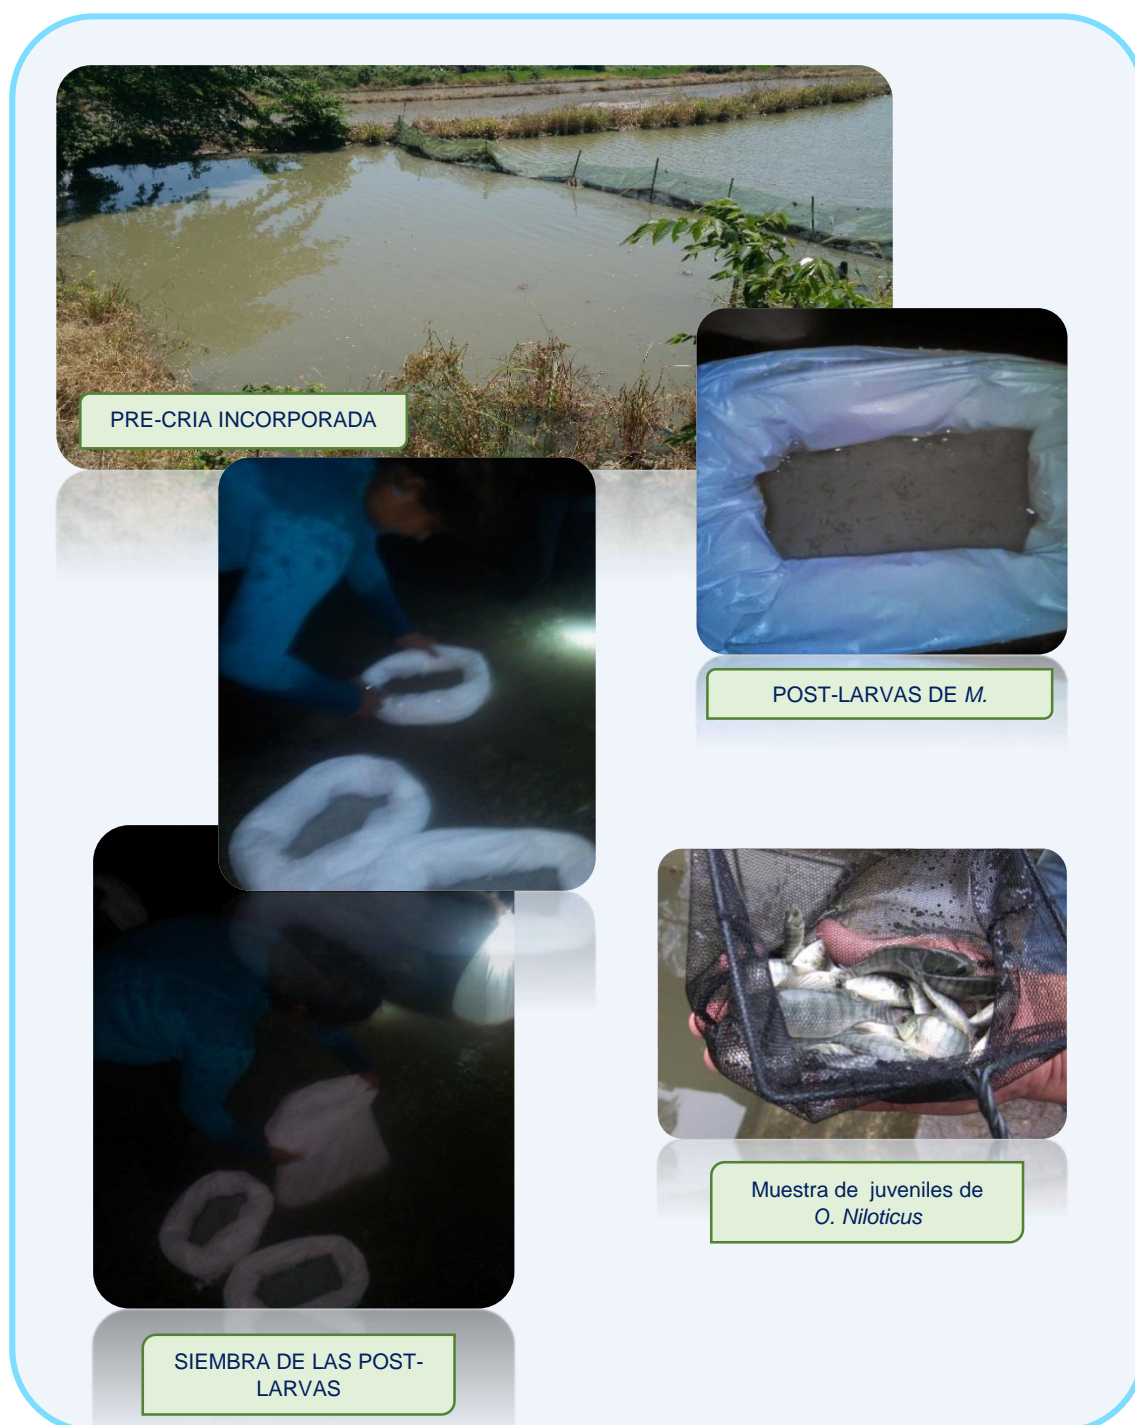 PRE-CRIA INCORPORADA
POST-LARVAS DE M.
Muestra de juveniles de
O. Niloticus
SIEMBRA DE LAS POST-
LARVAS